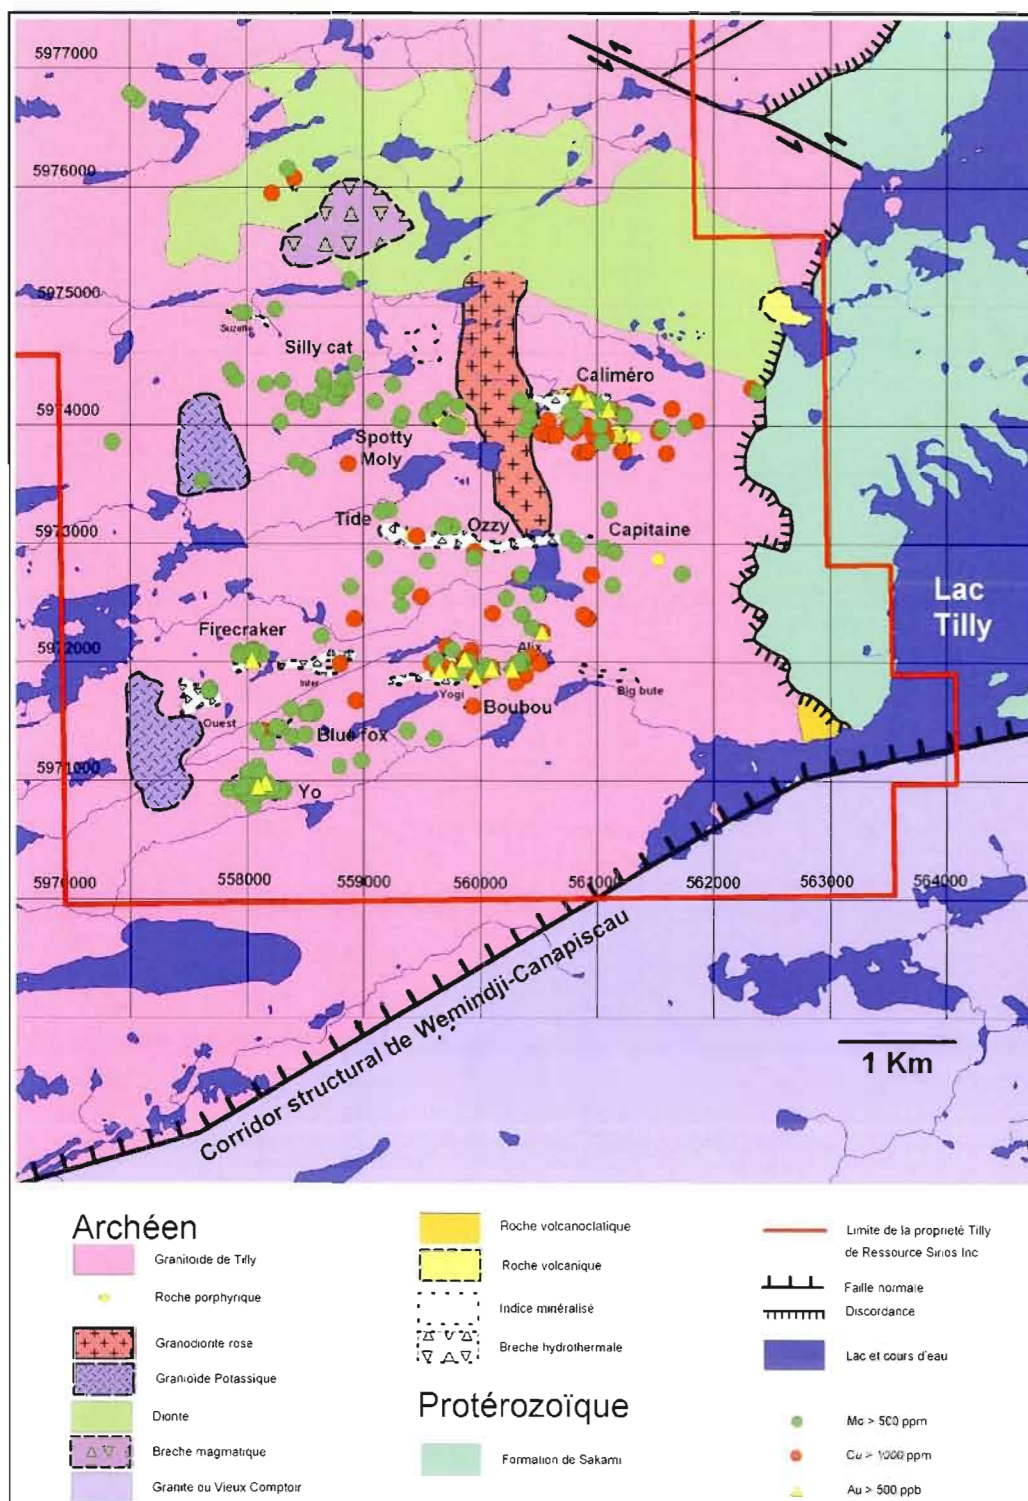 5977000
5976000
5975000
Suzette
Silly cat
Caliméro
5974000
Spotty
Moly
Tide
Ozzy
Capitaine
5973000
Lac
Tilly
Firecraker
5972000
Alix
Inter
Yogi
Big bute
Ouest
Boubou
Blue fox
5971000
Yo
5970000
558000
559000
560000
561000
562000
563000
564000
Corridor structural de Wemindji-Canapiscau
1 Km
Archéen
Granitoide de Tilly
Roche porphyrique
Granodiorite rose
Granioïde Potassique
Diorite
Breche magmatique
Granite ou Vieux Comptoir
Roche volcanoclatique
Roche volcanique
Indice minéralisé
Breche hydrothermale
Protérozoïque
Formation de Sakami
Limite de la propriété Tilly
de Ressource Sirios Inc
Faille normale
Discordance
Lac et cours d'eau
Mo > 500 ppm
Cu > 1000 ppm
Au > 500 ppb